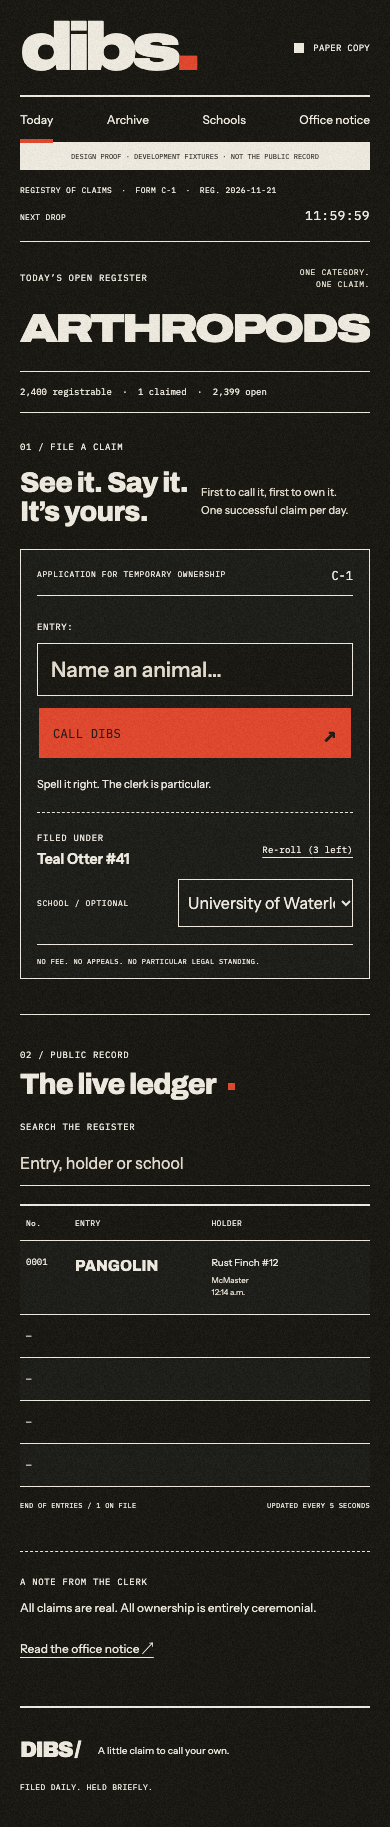 dibs.
PAPER COPY
Today Archive Schools Office notice
DESIGN PROOF · DEVELOPMENT FIXTURES · NOT THE PUBLIC RECORD
REGISTRY OF CLAIMS · FORM C-1 · REG. 2026-11-21
NEXT DROP 11:59:59
TODAY’S OPEN REGISTER
ONE CATEGORY.
ONE CLAIM.
ARTHROPODS
2,400 registrable · 1 claimed · 2,399 open
01 / FILE A CLAIM
See it. Say it.
It’s yours.
First to call it, first to own it.
One successful claim per day.
APPLICATION FOR TEMPORARY OWNERSHIP C-1
ENTRY:
Name an animal...
CALL DIBS ↗
Spell it right. The clerk is particular.
FILED UNDER
Teal Otter #41
Re-roll (3 left)
SCHOOL / OPTIONAL
University of Waterl
NO FEE. NO APPEALS. NO PARTICULAR LEGAL STANDING.
02 / PUBLIC RECORD
The live ledger
SEARCH THE REGISTER
Entry, holder or school
No. ENTRY HOLDER
0001 PANGOLIN Rust Finch #12
McMaster
12:14 a.m.
—
—
—
—
END OF ENTRIES / 1 ON FILE UPDATED EVERY 5 SECONDS
A NOTE FROM THE CLERK
All claims are real. All ownership is entirely ceremonial.
Read the office notice ↗
DIBS/ A little claim to call your own.
FILED DAILY. HELD BRIEFLY.